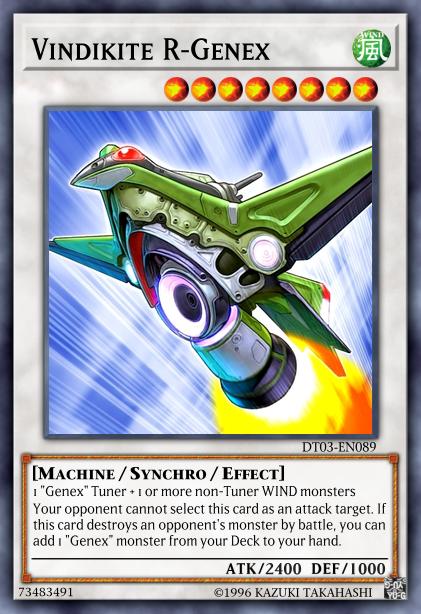 Vindikite R-Genex
WIND
風
DT03-EN089
[Machine / Synchro / Effect]
1 "Genex" Tuner + 1 or more non-Tuner WIND monsters
Your opponent cannot select this card as an attack target. If
this card destroys an opponent's monster by battle, you can
add 1 "Genex" monster from your Deck to your hand.
ATK/2400 DEF/1000
73483491
©1996 KAZUKI TAKAHASHI